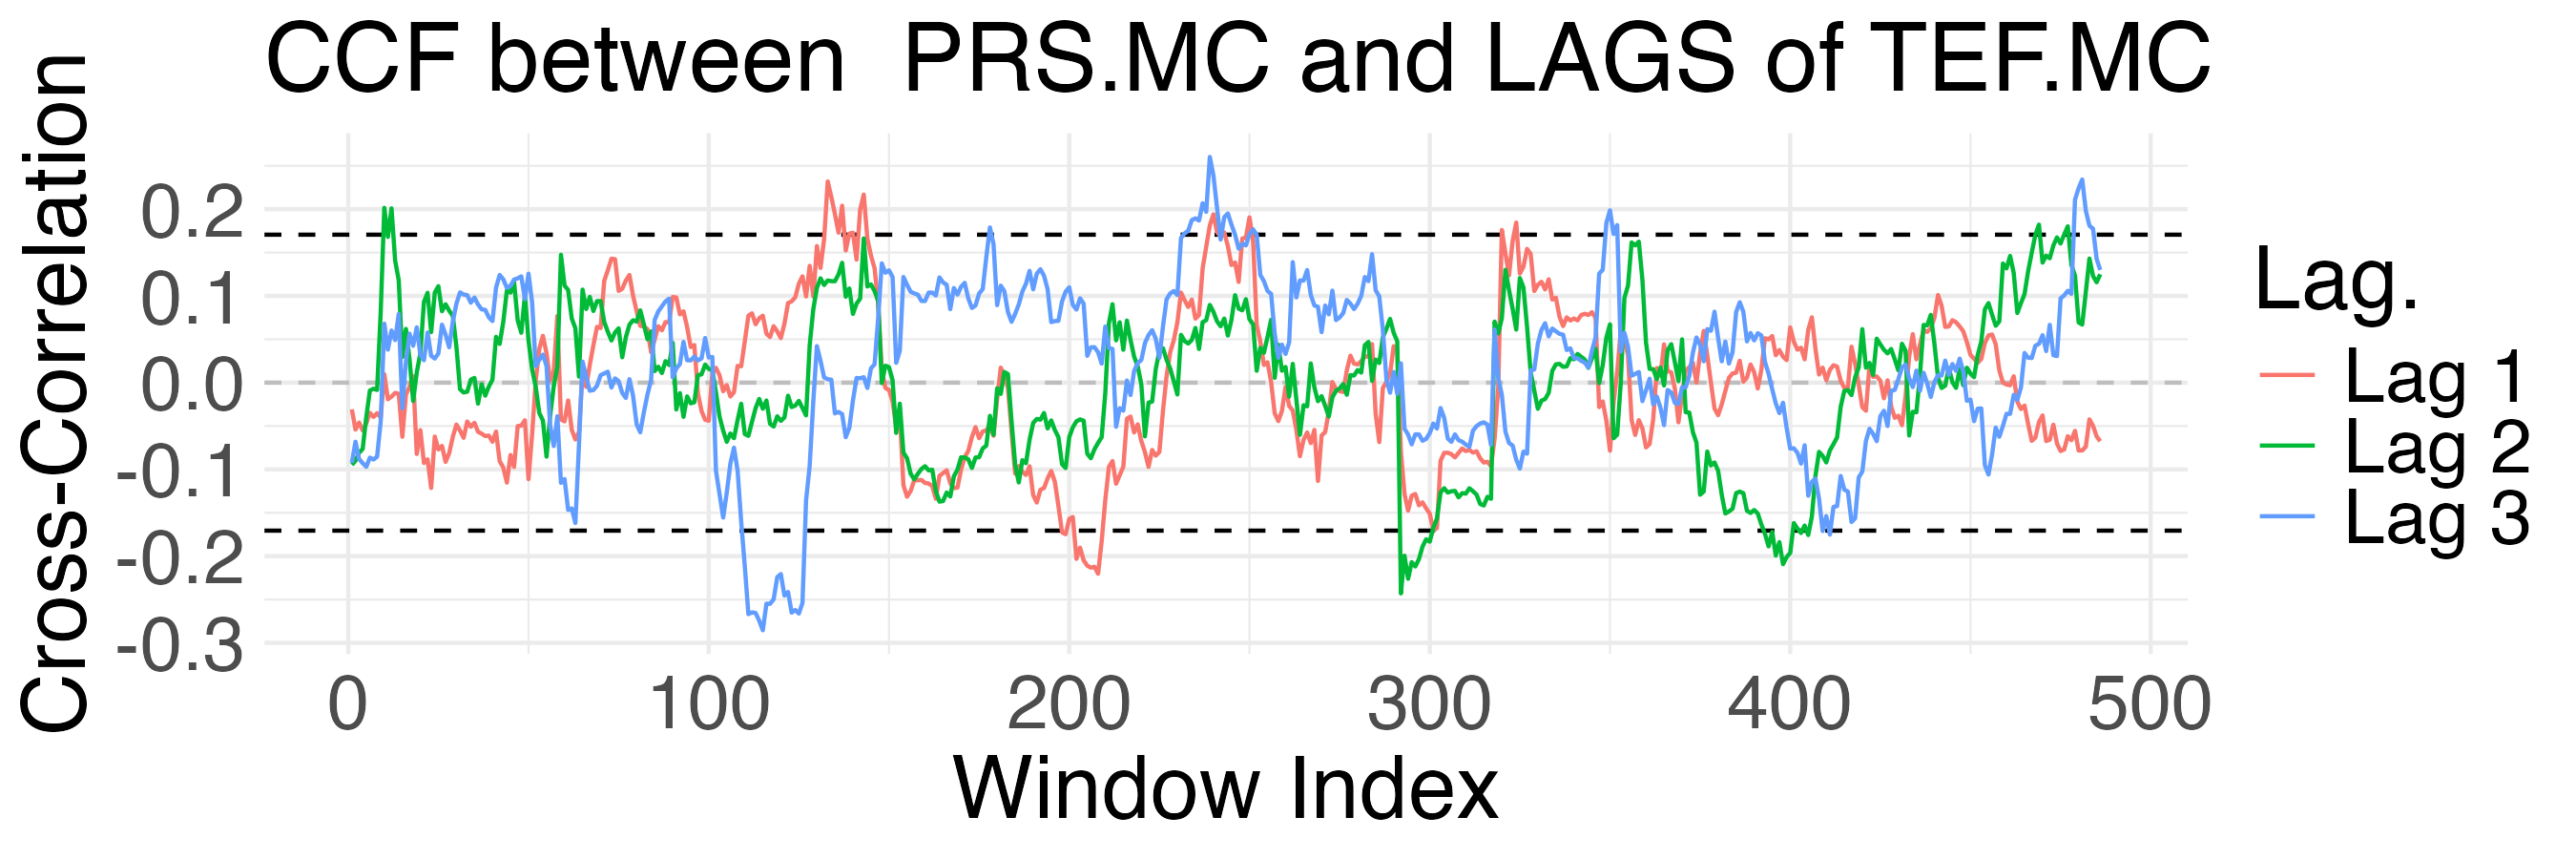 CCF between  PRS.MC and LAGS of TEF.MC
Cross-Correlation
0.2
0.1
0.0
-0.1
-0.2
-0.3
0 100 200 300 400 500
Window Index
Lag.
Lag 1
Lag 2
Lag 3